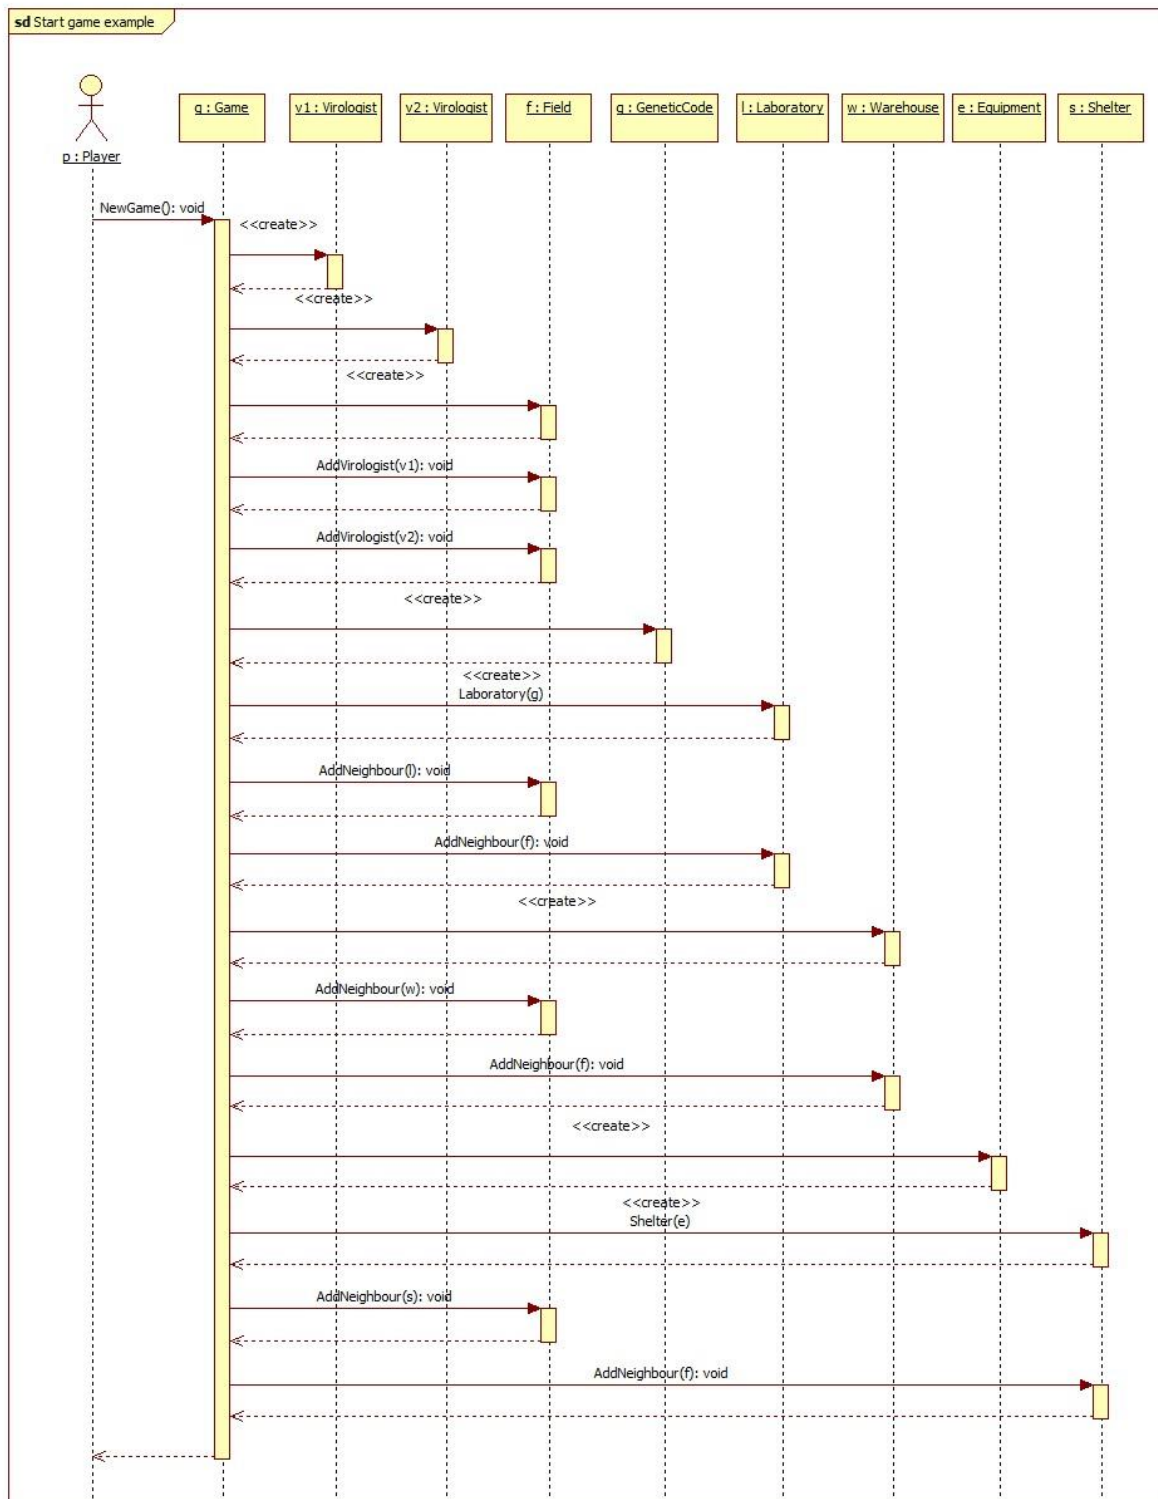 sd Start game example
g : Game
v1 : Virologist
v2 : Virologist
f : Field
g : GeneticCode
l : Laboratory
w : Warehouse
e : Equipment
s : Shelter
p : Player
NewGame(): void
<<create>>
<<create>>
<<create>>
AddVirologist(v1): void
AddVirologist(v2): void
<<create>>
<<create>>
Laboratory(g)
AddNeighbour(l): void
AddNeighbour(f): void
<<create>>
AddNeighbour(w): void
AddNeighbour(f): void
<<create>>
<<create>>
Shelter(e)
AddNeighbour(s): void
AddNeighbour(f): void